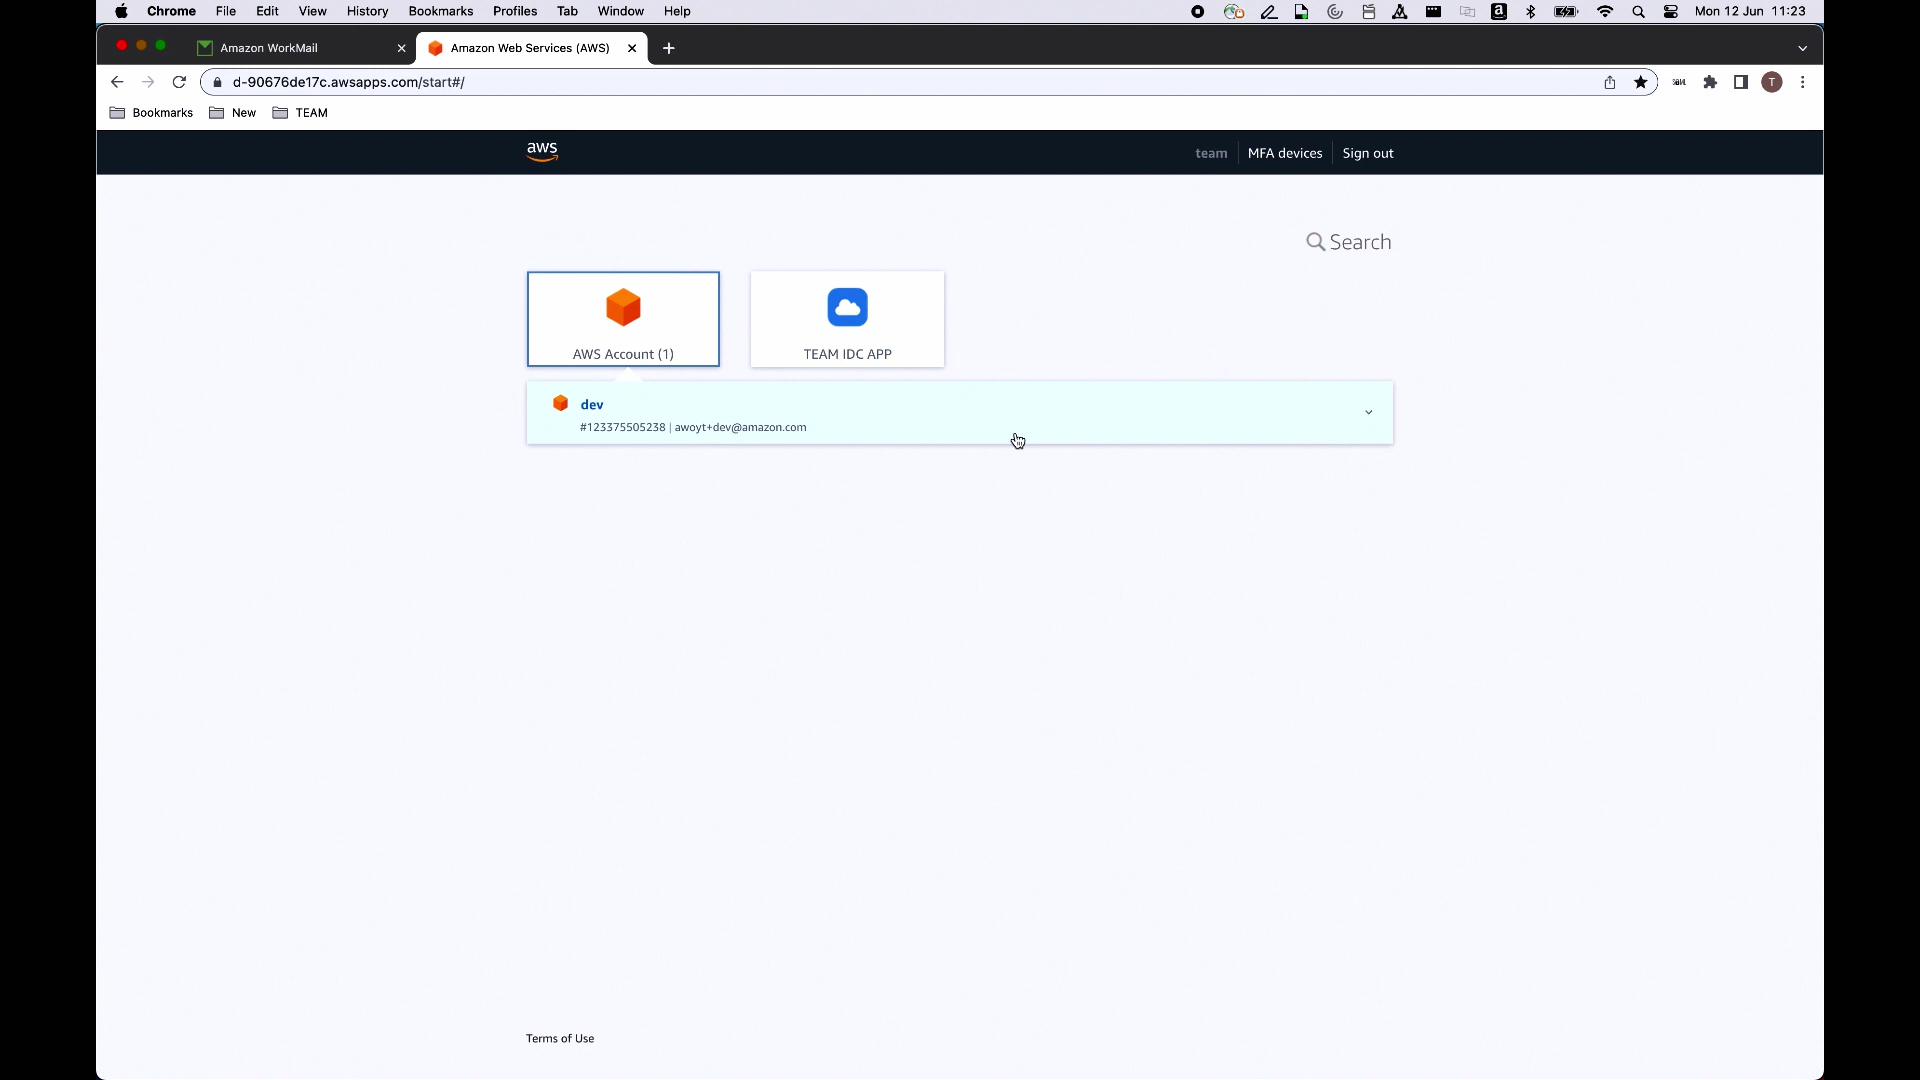 Chrome File Edit View History Bookmarks Profiles Tab Window Help Mon 12 Jun 11:23
Amazon WorkMail Amazon Web Services (AWS)
d-90676de17c.awsapps.com/start#/ T
Bookmarks New TEAM
aws team MFA devices Sign out
Search
AWS Account (1) TEAM IDC APP
dev
#123375505238 | awoyt+dev@amazon.com
Terms of Use